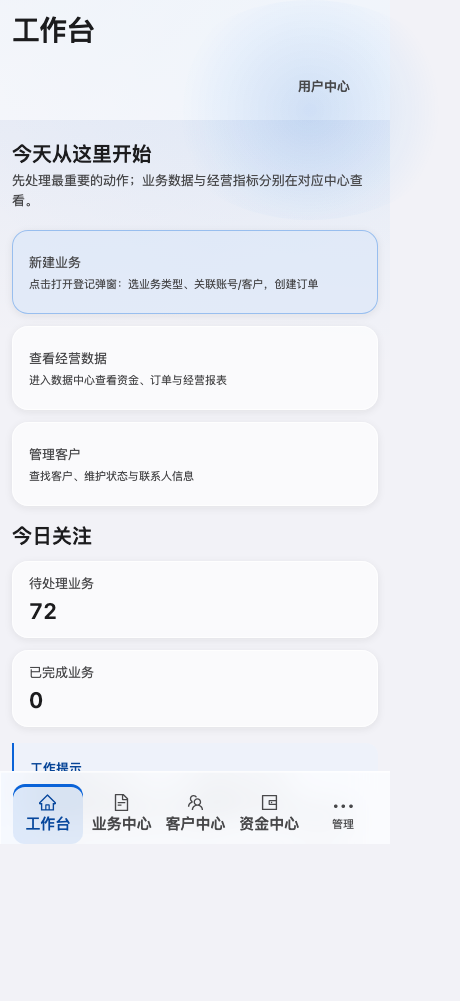 工作台
用户中心
今天从这里开始
先处理最重要的动作；业务数据与经营指标分别在对应中心查
看。
新建业务
点击打开登记弹窗：选业务类型、关联账号/客户，创建订单
查看经营数据
进入数据中心查看资金、订单与经营报表
管理客户
查找客户、维护状态与联系人信息
今日关注
待处理业务
72
已完成业务
0
工作提示
工作台
业务中心
客户中心
资金中心
管理